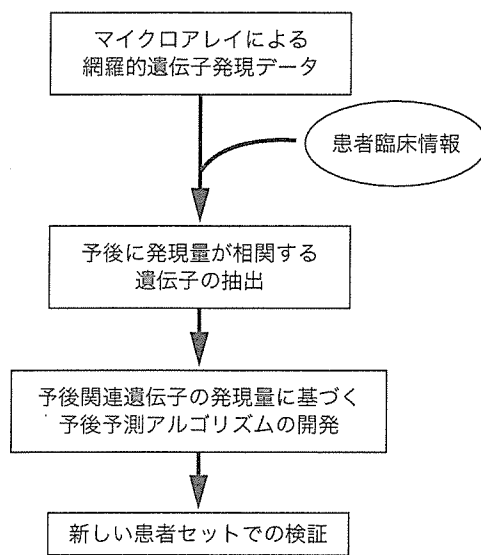 マイクロアレイによる
網羅的遺伝子発現データ
患者臨床情報
予後に発現量が相関する
遺伝子の抽出
予後関連遺伝子の発現量に基づく
予後予測アルゴリズムの開発
新しい患者セットでの検証